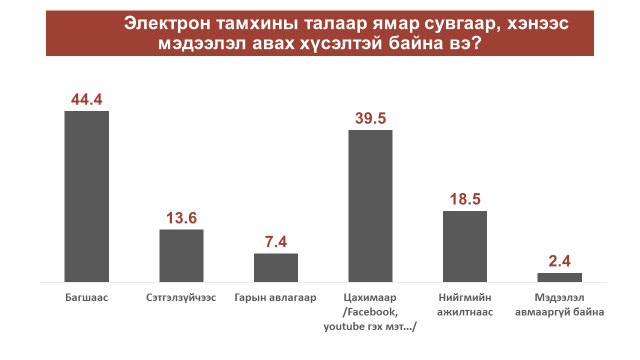 Электрон тамхины талаар ямар сувгаар, хэнээс
мэдээлэл авах хүсэлтэй байна вэ?
44.4
13.6
7.4
39.5
18.5
2.4
Багшаас
Сэтгэлзүйчээс
Гарын авлагаар
Цахимаар
/Facebook,
youtube гэх мэт.../
Нийгмийн
ажилтнаас
Мэдээлэл
авмааргүй байна